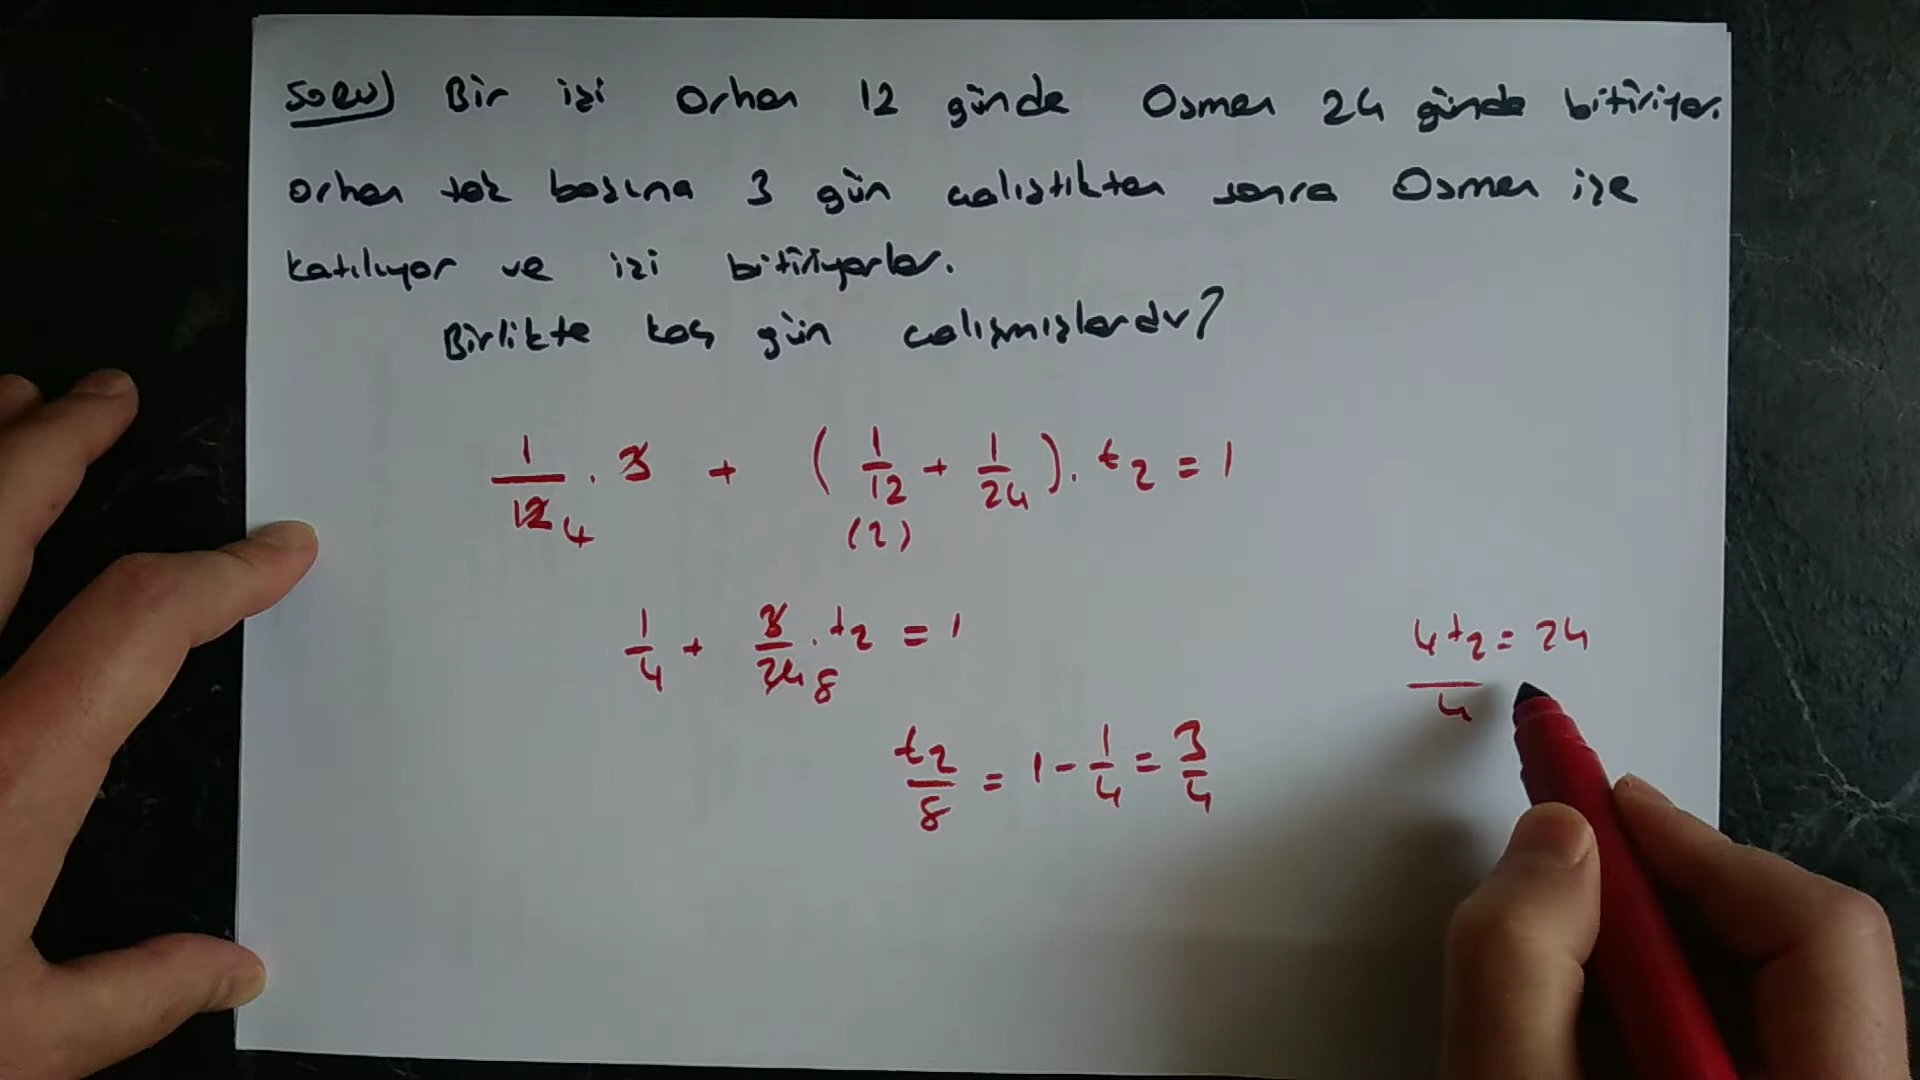 Soru) Bir işi Orhan 12 günde Osman 24 günde bitiriyor.
Orhan tek başına 3 gün çalıştıktan sonra Osman işe
katılıyor ve işi bitiriyorlar.
Birlikte kaç gün çalışmışlardır?
1/12 4 . 3 + (1/12 + 1/24) . t2 = 1
(2)
1/4 + 3/24 8 . t2 = 1
4t2 = 24
4
t2/8 = 1 - 1/4 = 3/4